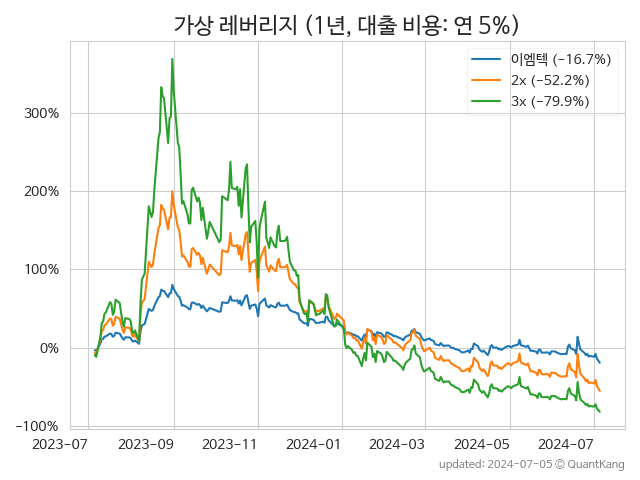 가상 레버리지 (1년, 대출 비용: 연 5%)
이엠텍 (−16.7%)
2x (−52.2%)
3x (−79.9%)
300%
200%
100%
0%
−100%
2023-07 2023-09 2023-11 2024-01 2024-03 2024-05 2024-07
updated: 2024-07-05 © QuantKang